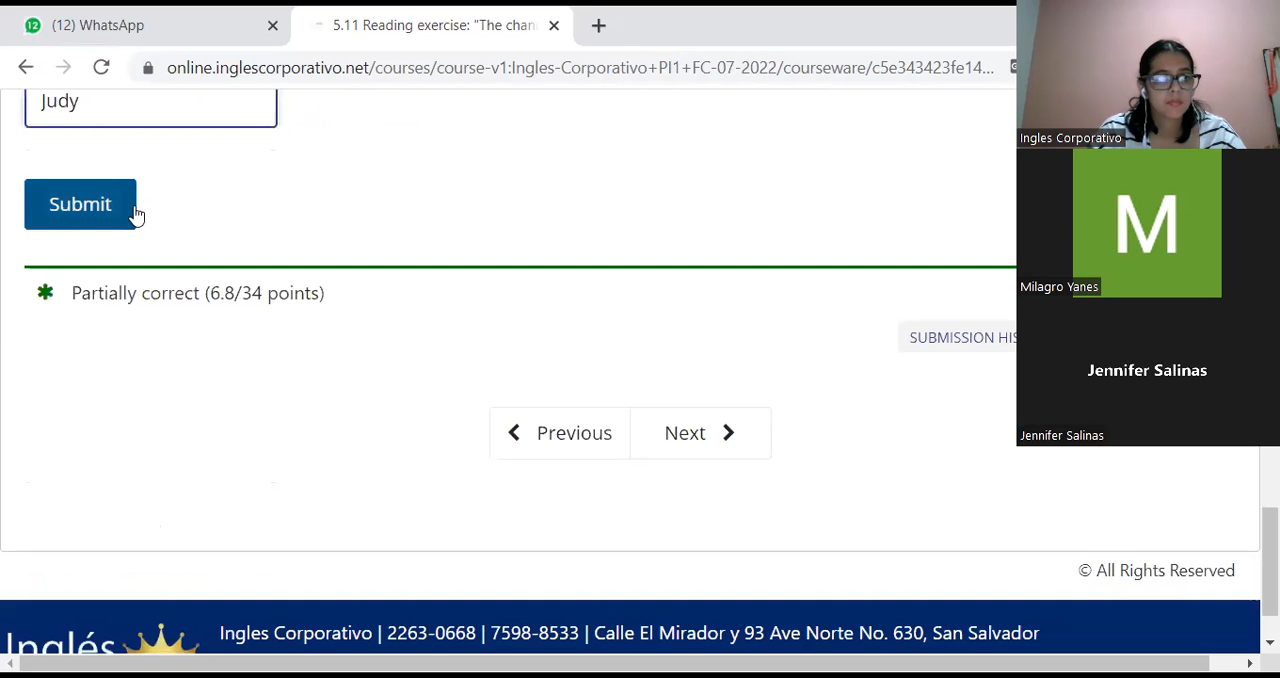 12 (12) WhatsApp
5.11 Reading exercise: "The chan
online.inglescorporativo.net/courses/course-v1:Ingles-Corporativo+PI1+FC-07-2022/courseware/c5e343423fe14...
Judy
Ingles Corporativo
Submit
M
Milagro Yanes
Partially correct (6.8/34 points)
SUBMISSION HIS
Jennifer Salinas
Jennifer Salinas
Previous
Next
© All Rights Reserved
Inglés
Ingles Corporativo | 2263-0668 | 7598-8533 | Calle El Mirador y 93 Ave Norte No. 630, San Salvador